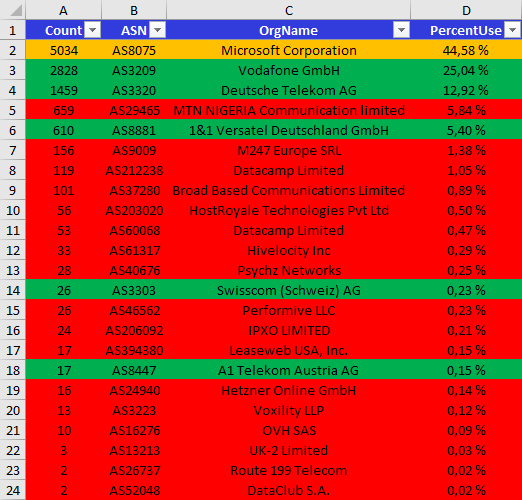 A B C D
1 Count ASN OrgName PercentUse
2 5034 AS8075 Microsoft Corporation 44,58 %
3 2828 AS3209 Vodafone GmbH 25,04 %
4 1459 AS3320 Deutsche Telekom AG 12,92 %
5 659 AS29465 MTN NIGERIA Communication limited 5,84 %
6 610 AS8881 1&1 Versatel Deutschland GmbH 5,40 %
7 156 AS9009 M247 Europe SRL 1,38 %
8 119 AS212238 Datacamp Limited 1,05 %
9 101 AS37280 Broad Based Communications Limited 0,89 %
10 56 AS203020 HostRoyale Technologies Pvt Ltd 0,50 %
11 53 AS60068 Datacamp Limited 0,47 %
12 33 AS61317 Hivelocity Inc 0,29 %
13 28 AS40676 Psychz Networks 0,25 %
14 26 AS3303 Swisscom (Schweiz) AG 0,23 %
15 26 AS46562 Performive LLC 0,23 %
16 24 AS206092 IPXO LIMITED 0,21 %
17 17 AS394380 Leaseweb USA, Inc. 0,15 %
18 17 AS8447 A1 Telekom Austria AG 0,15 %
19 16 AS24940 Hetzner Online GmbH 0,14 %
20 13 AS3223 Voxility LLP 0,12 %
21 10 AS16276 OVH SAS 0,09 %
22 3 AS13213 UK-2 Limited 0,03 %
23 2 AS26737 Route 199 Telecom 0,02 %
24 2 AS52048 DataClub S.A. 0,02 %